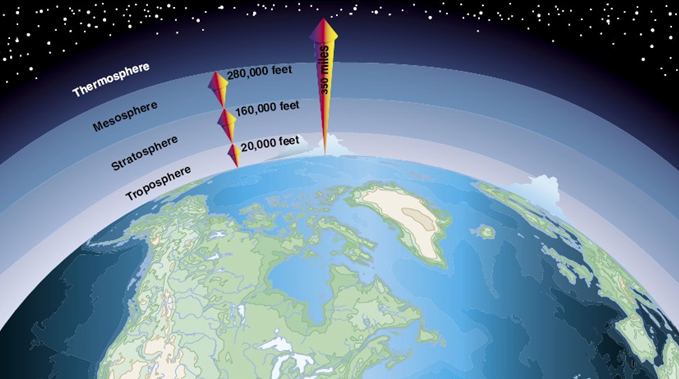 Thermosphere
280,000 feet
350 miles
Mesosphere
160,000 feet
Stratosphere
20,000 feet
Troposphere